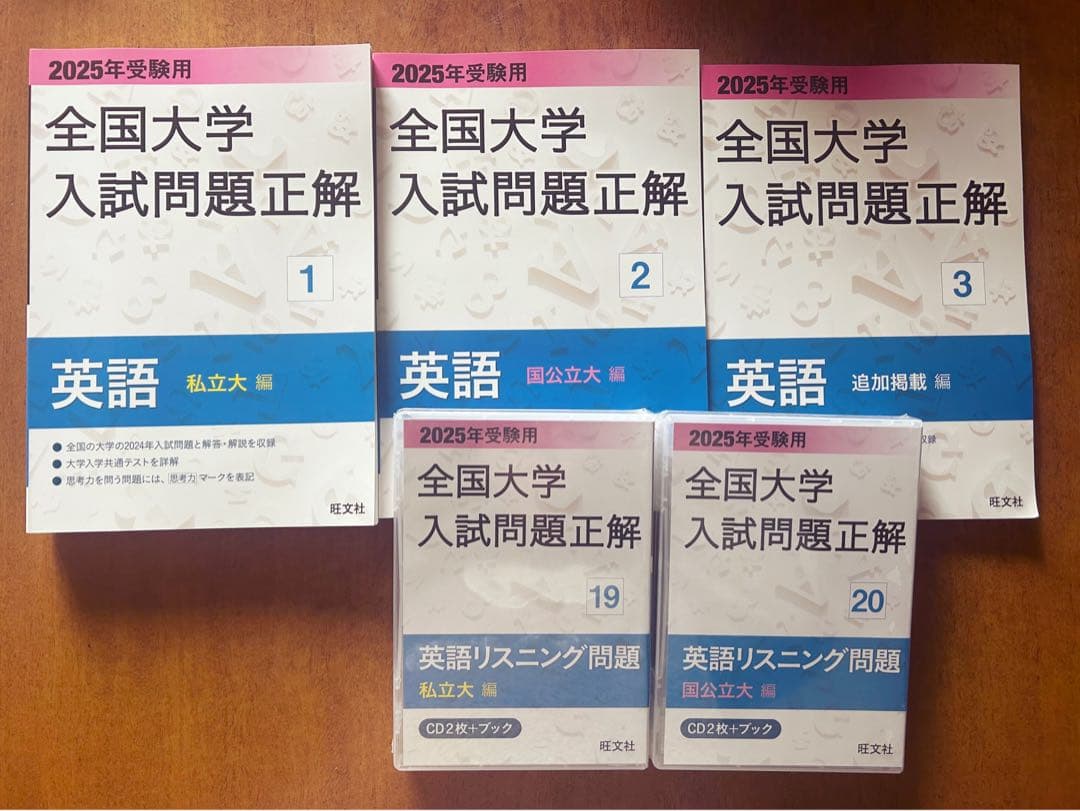 2025年受験用
全国大学
入試問題正解
1
英語 私立大 編
● 全国の大学の2024年入試問題と解答・解説を収録
● 大学入学共通テストを詳解
● 思考力を問う問題には、思考力マークを表記
旺文社
2025年受験用
全国大学
入試問題正解
2
英語 国公立大 編
2025年受験用
全国大学
入試問題正解
3
英語 追加掲載 編
収録
旺文社
2025年受験用
全国大学
入試問題正解
19
英語リスニング問題
私立大 編
CD2枚+ブック
旺文社
2025年受験用
全国大学
入試問題正解
20
英語リスニング問題
国公立大 編
CD2枚+ブック
旺文社